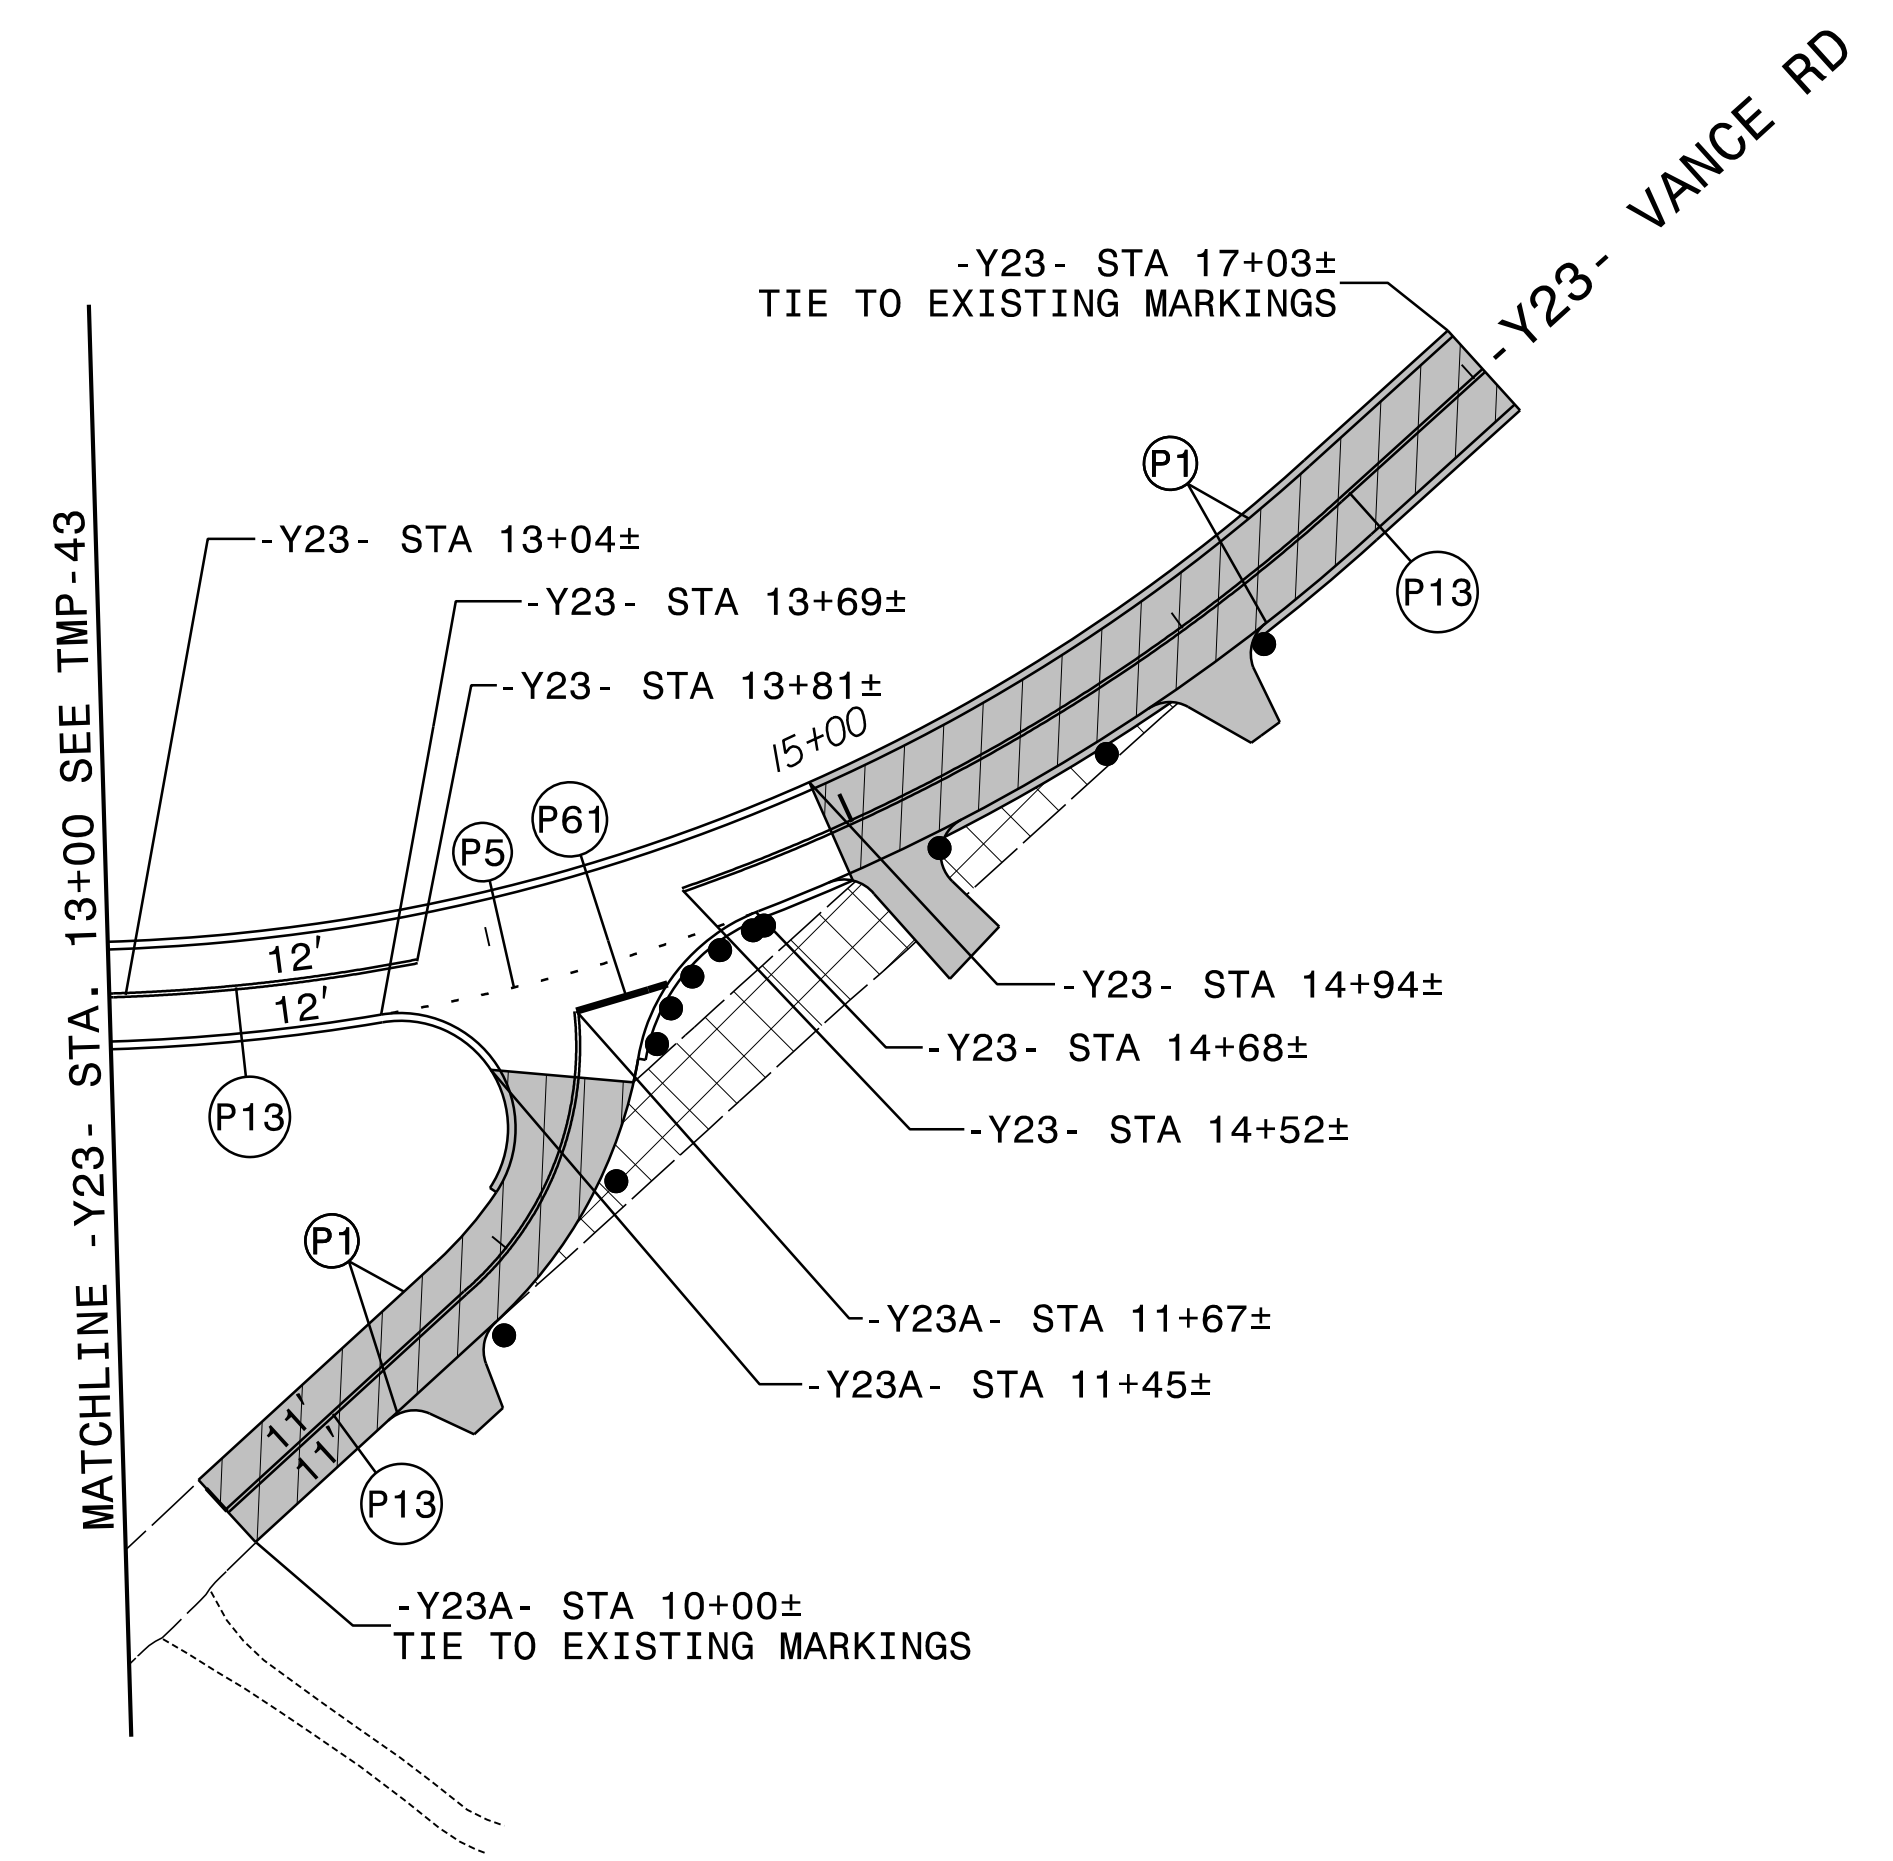 -Y23- VANCE RD
-Y23- STA 17+03±
TIE TO EXISTING MARKINGS
P1
P13
MATCHLINE -Y23- STA. 13+00 SEE TMP-43
-Y23- STA 13+04±
-Y23- STA 13+69±
-Y23- STA 13+81±
15+00
P61
P5
12'
12'
P13
-Y23- STA 14+94±
-Y23- STA 14+68±
-Y23- STA 14+52±
P1
-Y23A- STA 11+67±
-Y23A- STA 11+45±
11'
11'
P13
-Y23A- STA 10+00±
TIE TO EXISTING MARKINGS